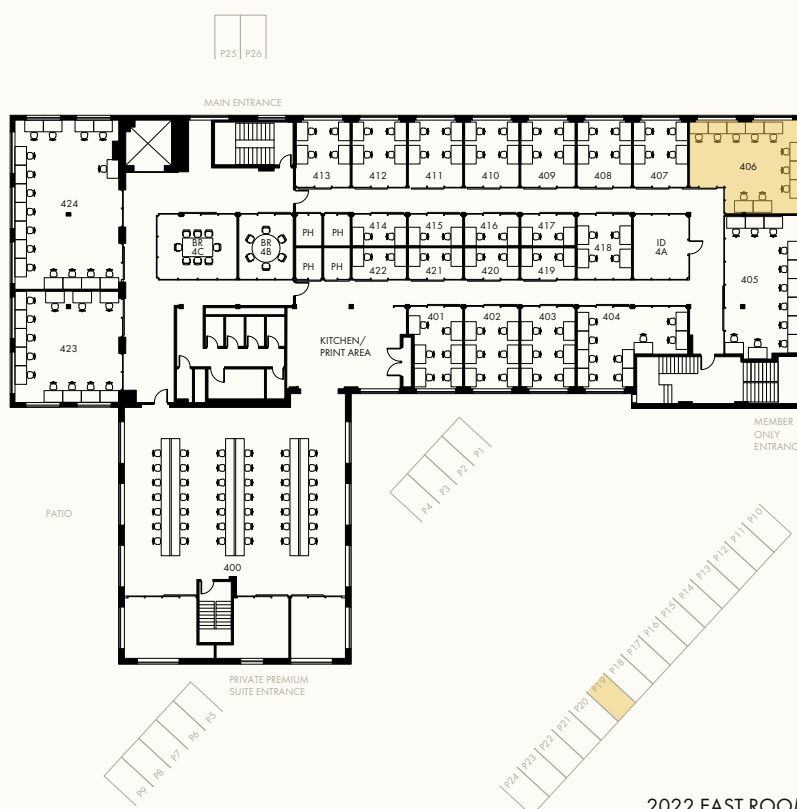 P25 P26
MAIN ENTRANCE
413 412 411 410 409 408 407 406
424
PH PH 414 415 416 417
BR
4C
BR
4B
418
ID
4A
PH PH 422 421 420 419
405
423
401 402 403 404
KITCHEN/
PRINT AREA
MEMBER
ONLY
ENTRANC
P4 P3 P2 P1
PATIO
400
P24 P23 P22 P21 P20 P19 P18 P17 P16 P15 P14 P13 P12 P11 P10
PRIVATE PREMIUM
SUITE ENTRANCE
P9 P8 P7 P6 P5
2022 EAST ROO